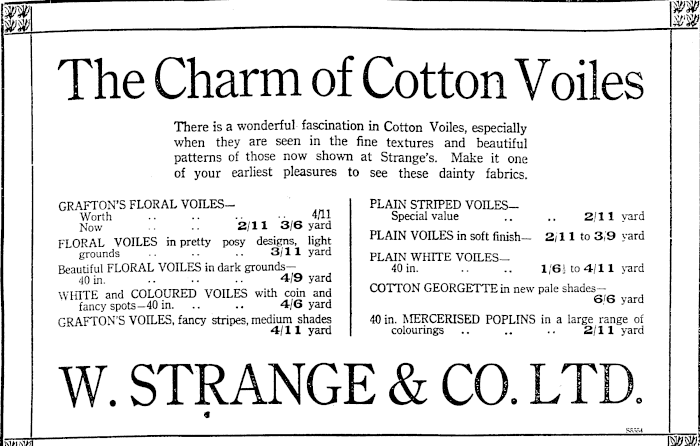 The Charm of Cotton Voiles
There is a wonderful fascination in Cotton Voiles, especially
when they are seen in the fine textures and beautiful
patterns of those now shown at Strange's. Make it one
of your earliest pleasures to see these dainty fabrics.
GRAFTON'S FLORAL VOILES—
Worth .. .. .. .. 4/11
Now .. .. 2/11 3/6 yard
FLORAL VOILES in pretty posy designs, light
grounds .. .. .. 3/11 yard
Beautiful FLORAL VOILES in dark grounds—
40 in. .. .. .. 4/9 yard
WHITE and COLOURED VOILES with coin and
fancy spots—40 in. .. .. 4/6 yard
GRAFTON'S VOILES, fancy stripes, medium shades
4/11 yard
PLAIN STRIPED VOILES—
Special value .. .. 2/11 yard
PLAIN VOILES in soft finish— 2/11 to 3/9 yard
PLAIN WHITE VOILES—
40 in. .. .. 1/6½ to 4/11 yard
COTTON GEORGETTE in new pale shades—
6/6 yard
40 in. MERCERISED POPLINS in a large range of
colourings .. .. .. 2/11 yard
W. STRANGE & CO. LTD.